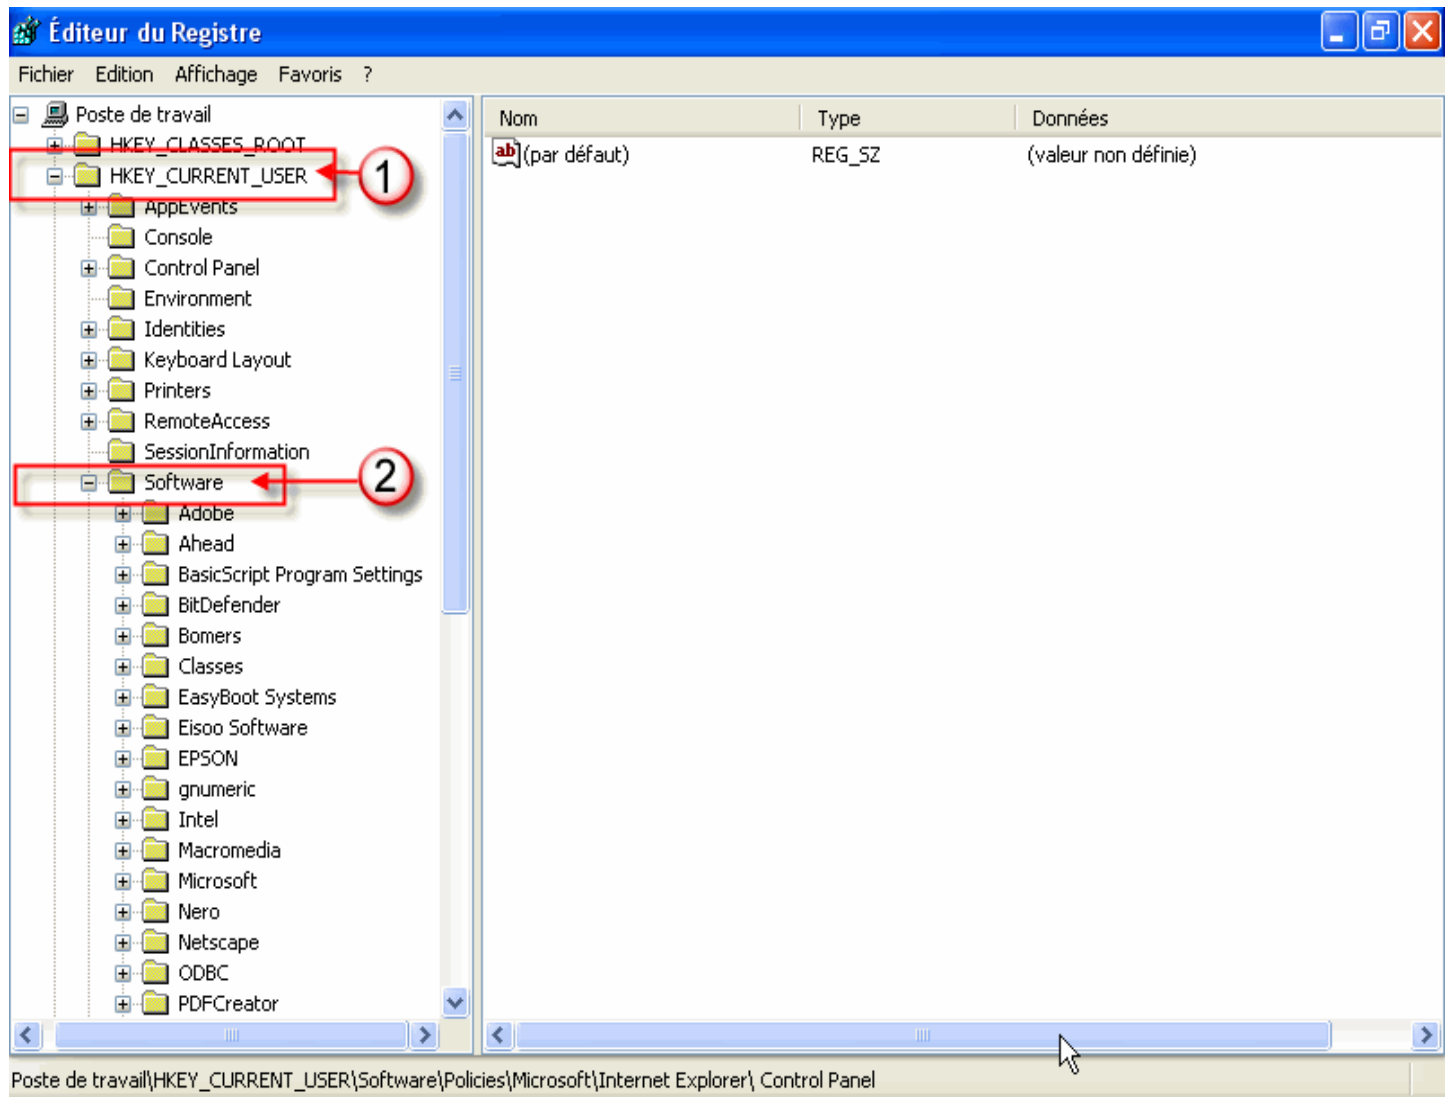 Éditeur du Registre
Fichier Edition Affichage Favoris ?
Poste de travail
HKEY_CLASSES_ROOT
HKEY_CURRENT_USER
1
AppEvents
Console
Control Panel
Environment
Identities
Keyboard Layout
Printers
RemoteAccess
SessionInformation
Software
2
Adobe
Ahead
BasicScript Program Settings
BitDefender
Bomers
Classes
EasyBoot Systems
Eisoo Software
EPSON
gnumeric
Intel
Macromedia
Microsoft
Nero
Netscape
ODBC
PDFCreator
Nom Type Données
ab (par défaut) REG_SZ (valeur non définie)
Poste de travail\HKEY_CURRENT_USER\Software\Policies\Microsoft\Internet Explorer\ Control Panel